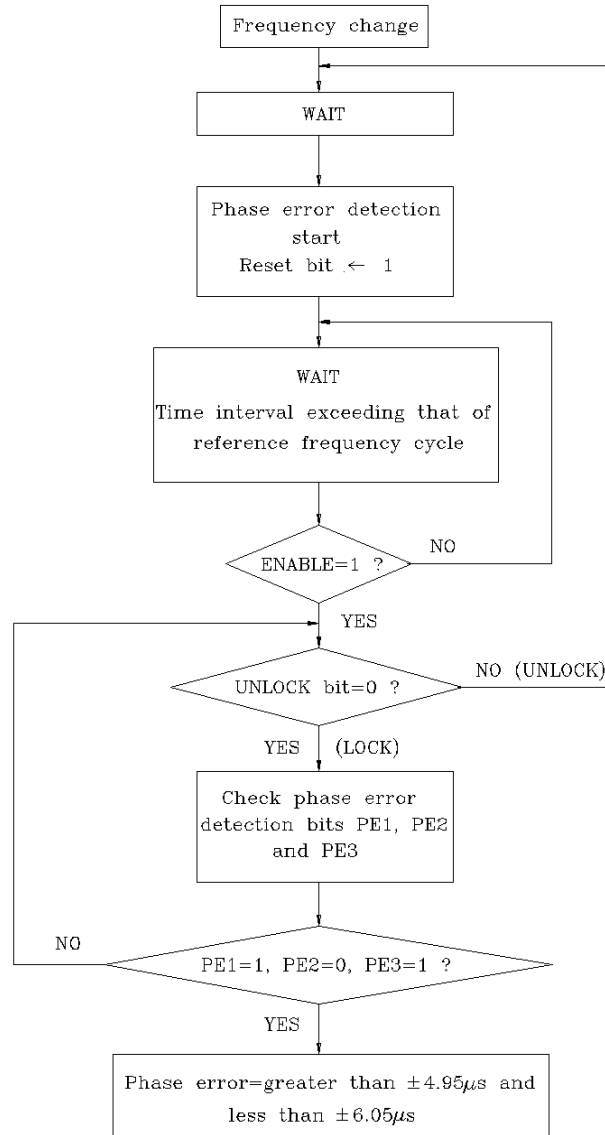 Frequency change
WAIT
Phase error detection
start
Reset bit ← 1
WAIT
Time interval exceeding that of
reference frequency cycle
ENABLE=1 ?
NO
YES
UNLOCK bit=0 ?
NO (UNLOCK)
YES (LOCK)
Check phase error
detection bits PE1, PE2
and PE3
NO
PE1=1, PE2=0, PE3=1 ?
YES
Phase error=greater than ±4.95μs and
less than ±6.05μs